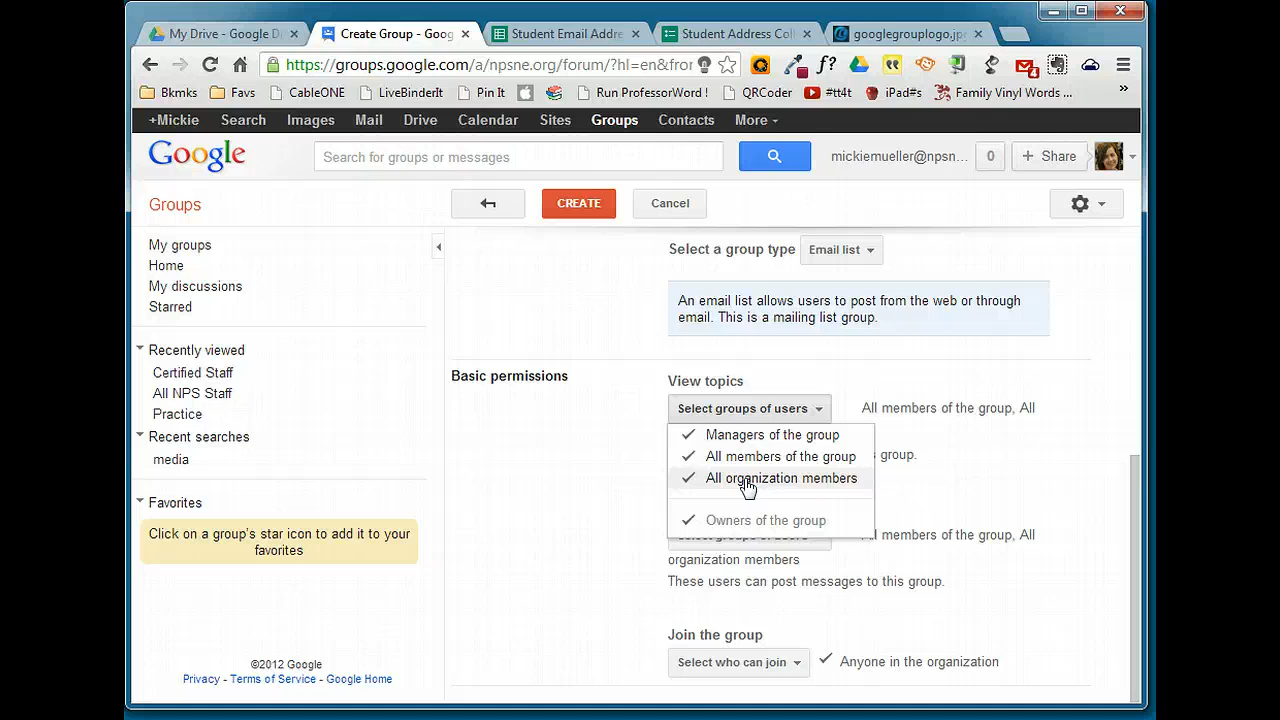 My Drive - Google D
Create Group - Goog
Student Email Addre
Student Address Col
googlegrouplogo.jp
https://groups.google.com/a/npsne.org/forum/?hl=en&fror
Bkmks
Favs
CableONE
LiveBinderIt
Pin It
Run ProfessorWord !
QRCoder
#tt4t
iPad#s
Family Vinyl Words ...
+Mickie Search Images Mail Drive Calendar Sites Groups Contacts More
Google
Search for groups or messages
mickiemueller@npsn...
0
+ Share
Groups
CREATE
Cancel
My groups
Home
My discussions
Starred
Recently viewed
Certified Staff
All NPS Staff
Practice
Recent searches
media
Favorites
Click on a group's star icon to add it to your
favorites
©2012 Google
Privacy - Terms of Service - Google Home
Select a group type Email list
An email list allows users to post from the web or through
email. This is a mailing list group.
Basic permissions
View topics
Select groups of users
All members of the group, All
Managers of the group
All members of the group
group.
All organization members
Owners of the group
All members of the group, All
organization members
These users can post messages to this group.
Join the group
Select who can join
Anyone in the organization